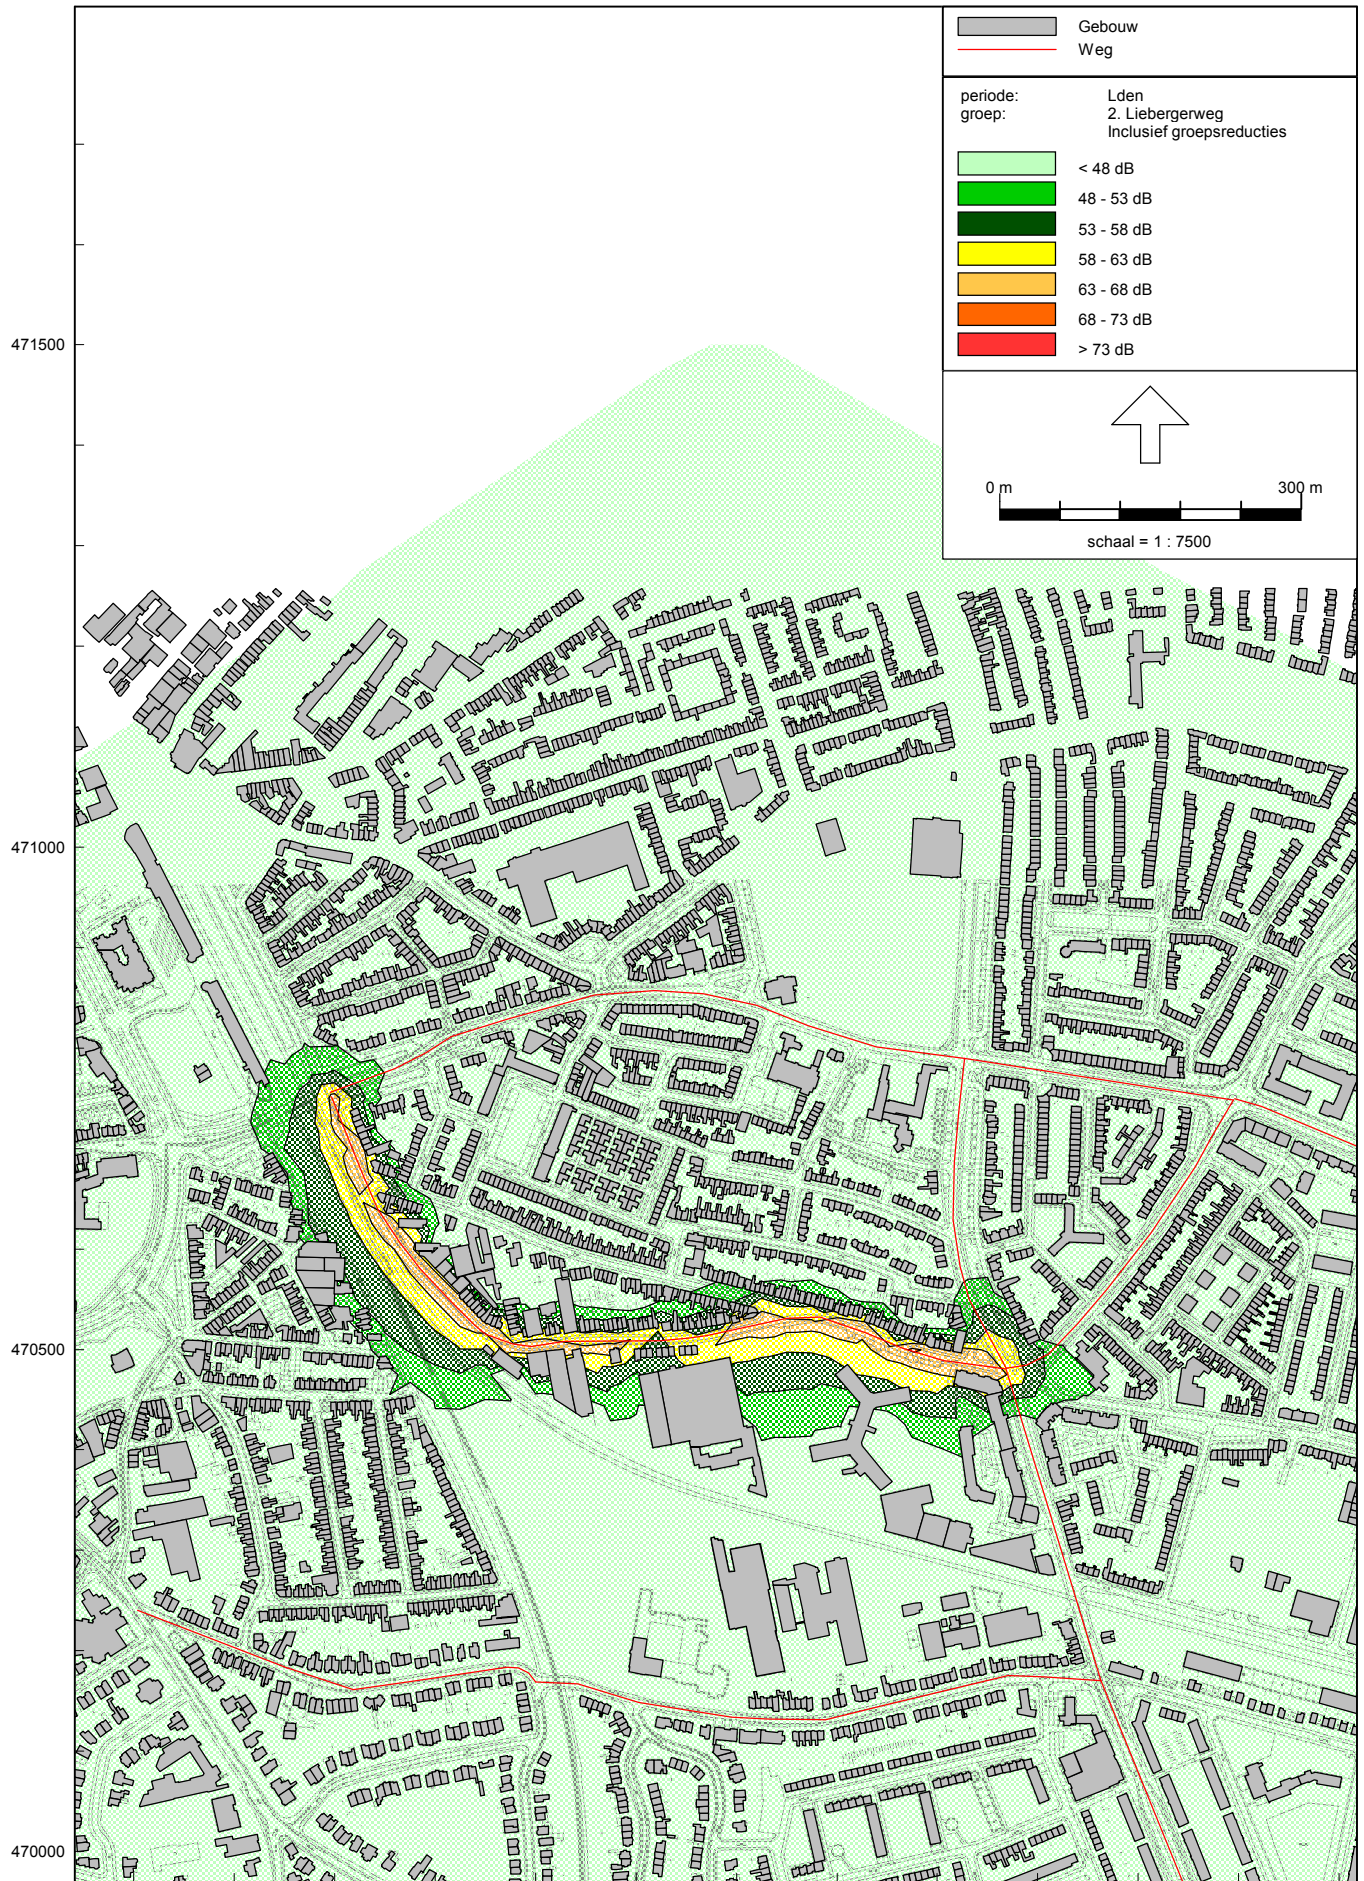 Gebouw
Weg
periode: Lden
groep: 2. Liebergerweg
Inclusief groepsreducties
< 48 dB
48 - 53 dB
53 - 58 dB
58 - 63 dB
63 - 68 dB
68 - 73 dB
> 73 dB
0 m 300 m
schaal = 1 : 7500
471500
471000
470500
470000